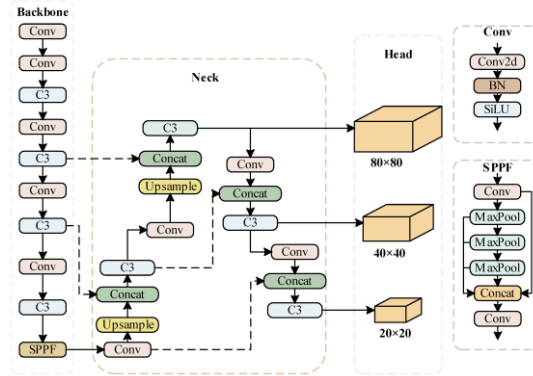 Backbone
Conv
Conv
C3
Conv
C3
Conv
C3
Conv
C3
SPPF
Neck
C3
Concat
Upsample
Conv
C3
Concat
Upsample
Conv
Conv
Concat
C3
Conv
Concat
C3
Head
80×80
40×40
20×20
Conv
Conv2d
BN
SiLU
SPPF
Conv
MaxPool
MaxPool
MaxPool
Concat
Conv